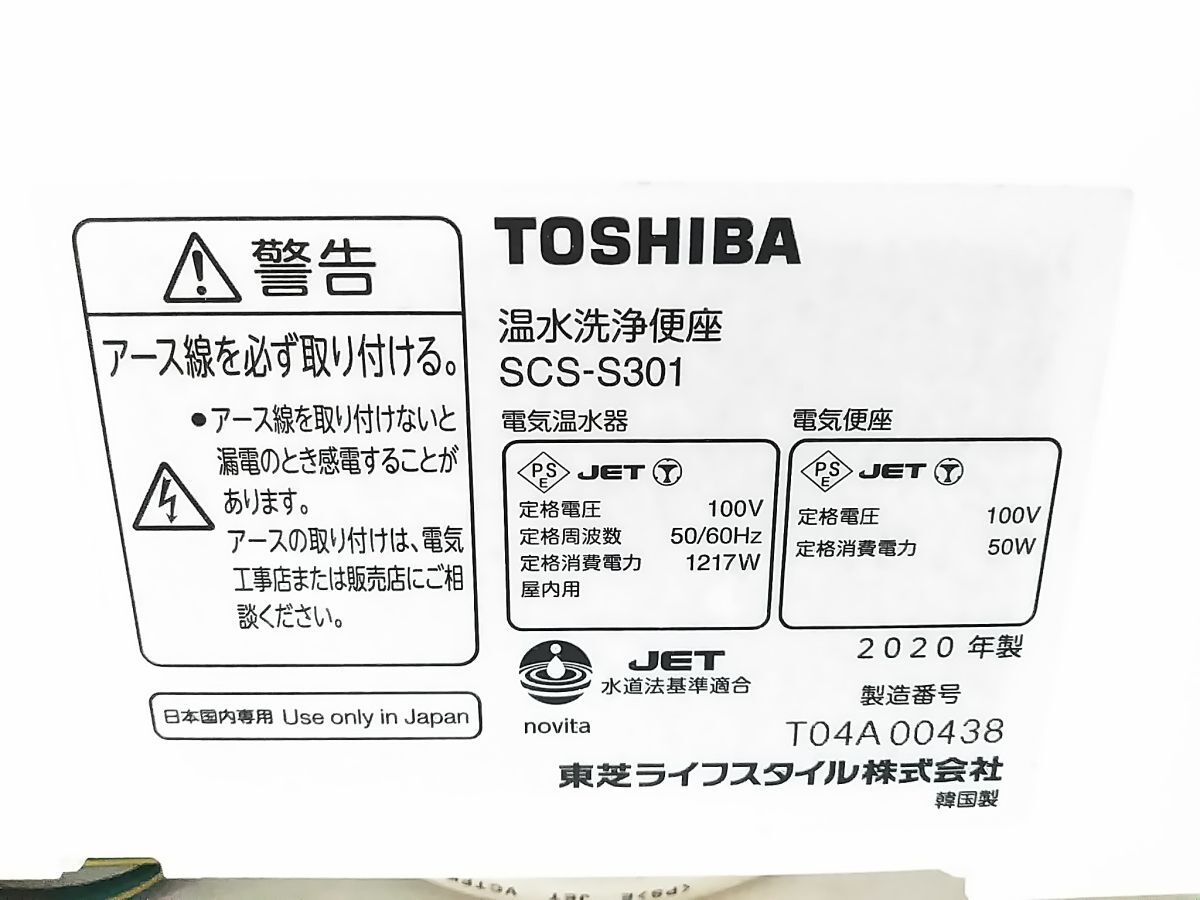 警告
アース線を必ず取り付ける。
●アース線を取り付けないと
漏電のとき感電することが
あります。
アースの取り付けは、電気
工事店または販売店にご相
談ください。
日本国内専用 Use only in Japan
TOSHIBA
温水洗浄便座
SCS-S301
電気温水器
PSE JET
定格電圧 100V
定格周波数 50/60Hz
定格消費電力 1217W
屋内用
電気便座
PSE JET
定格電圧 100V
定格消費電力 50W
2020年製
novita
JET
水道法基準適合
製造番号
T04A00438
東芝ライフスタイル株式会社
韓国製
<PS>E JET